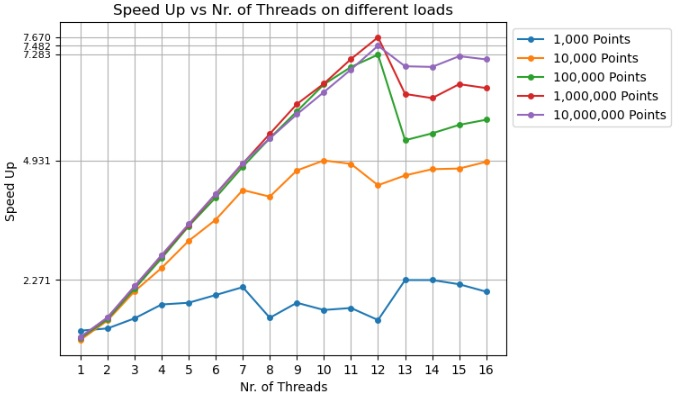 Speed Up vs Nr. of Threads on different loads
7.670
7.482
7.283
4.931
2.271
Speed Up
1 2 3 4 5 6 7 8 9 10 11 12 13 14 15 16
Nr. of Threads
1,000 Points
10,000 Points
100,000 Points
1,000,000 Points
10,000,000 Points